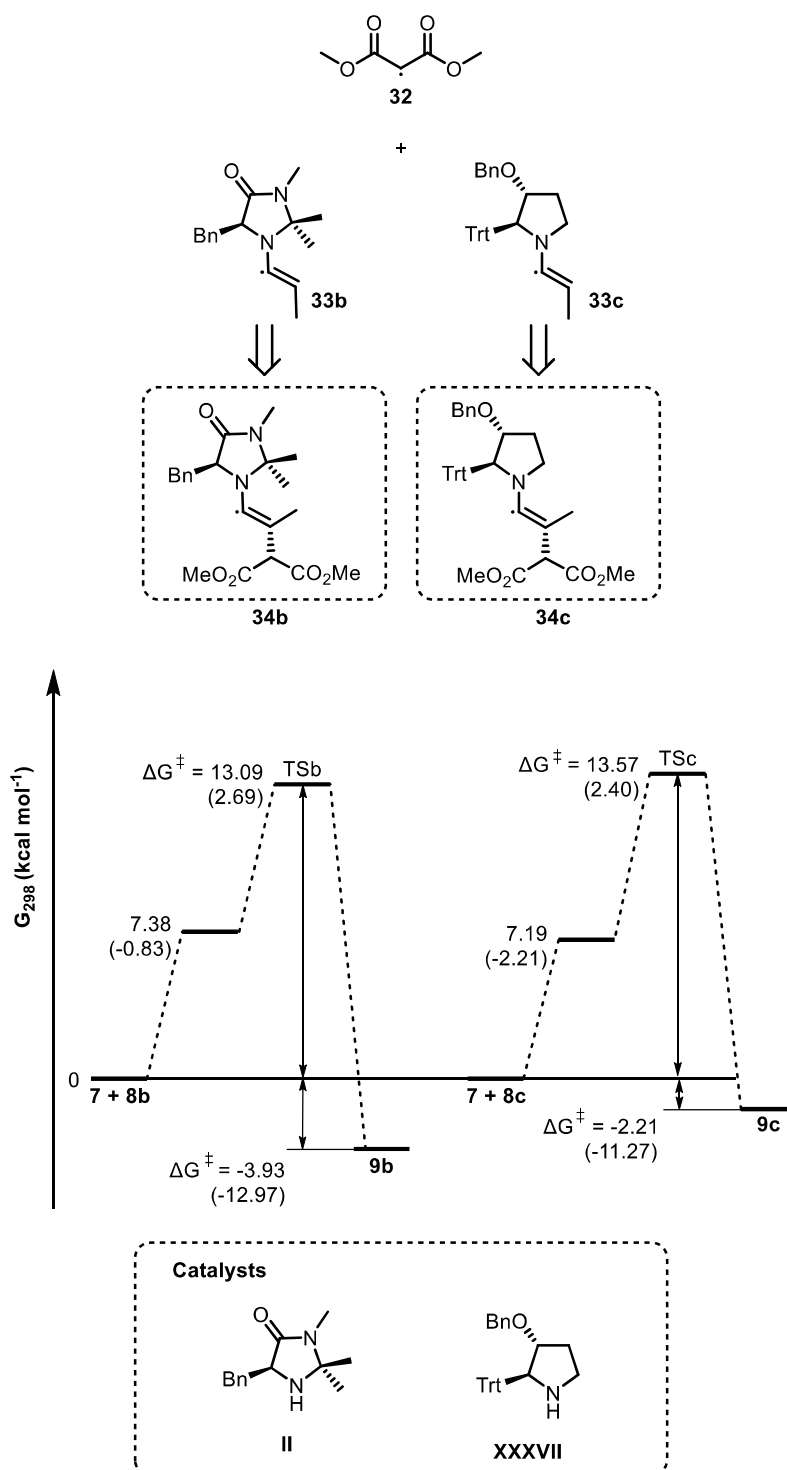 O O
O O
32
+
O N BnO
Bn N Trt N
33b 33c
O N BnO
Bn N Trt N
MeO2C CO2Me MeO2C CO2Me
34b 34c
G298 (kcal mol-1)
ΔG‡ = 13.09 TSb
(2.69)
ΔG‡ = 13.57 TSc
(2.40)
7.38
(-0.83)
7.19
(-2.21)
0
7 + 8b
7 + 8c
ΔG‡ = -3.93
(-12.97)
9b
ΔG‡ = -2.21
(-11.27)
9c
Catalysts
O N BnO
Bn N Trt N
H H
II XXXVII